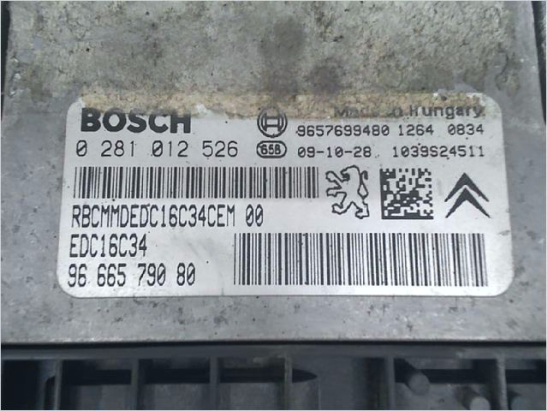 BOSCH
Made in Hungary
9657699480 1264 0834
0 281 012 526
65B
09-10-28 1039S24511
RBCMMDEDC16C34CEM 00
EDC16C34
96 665 790 80